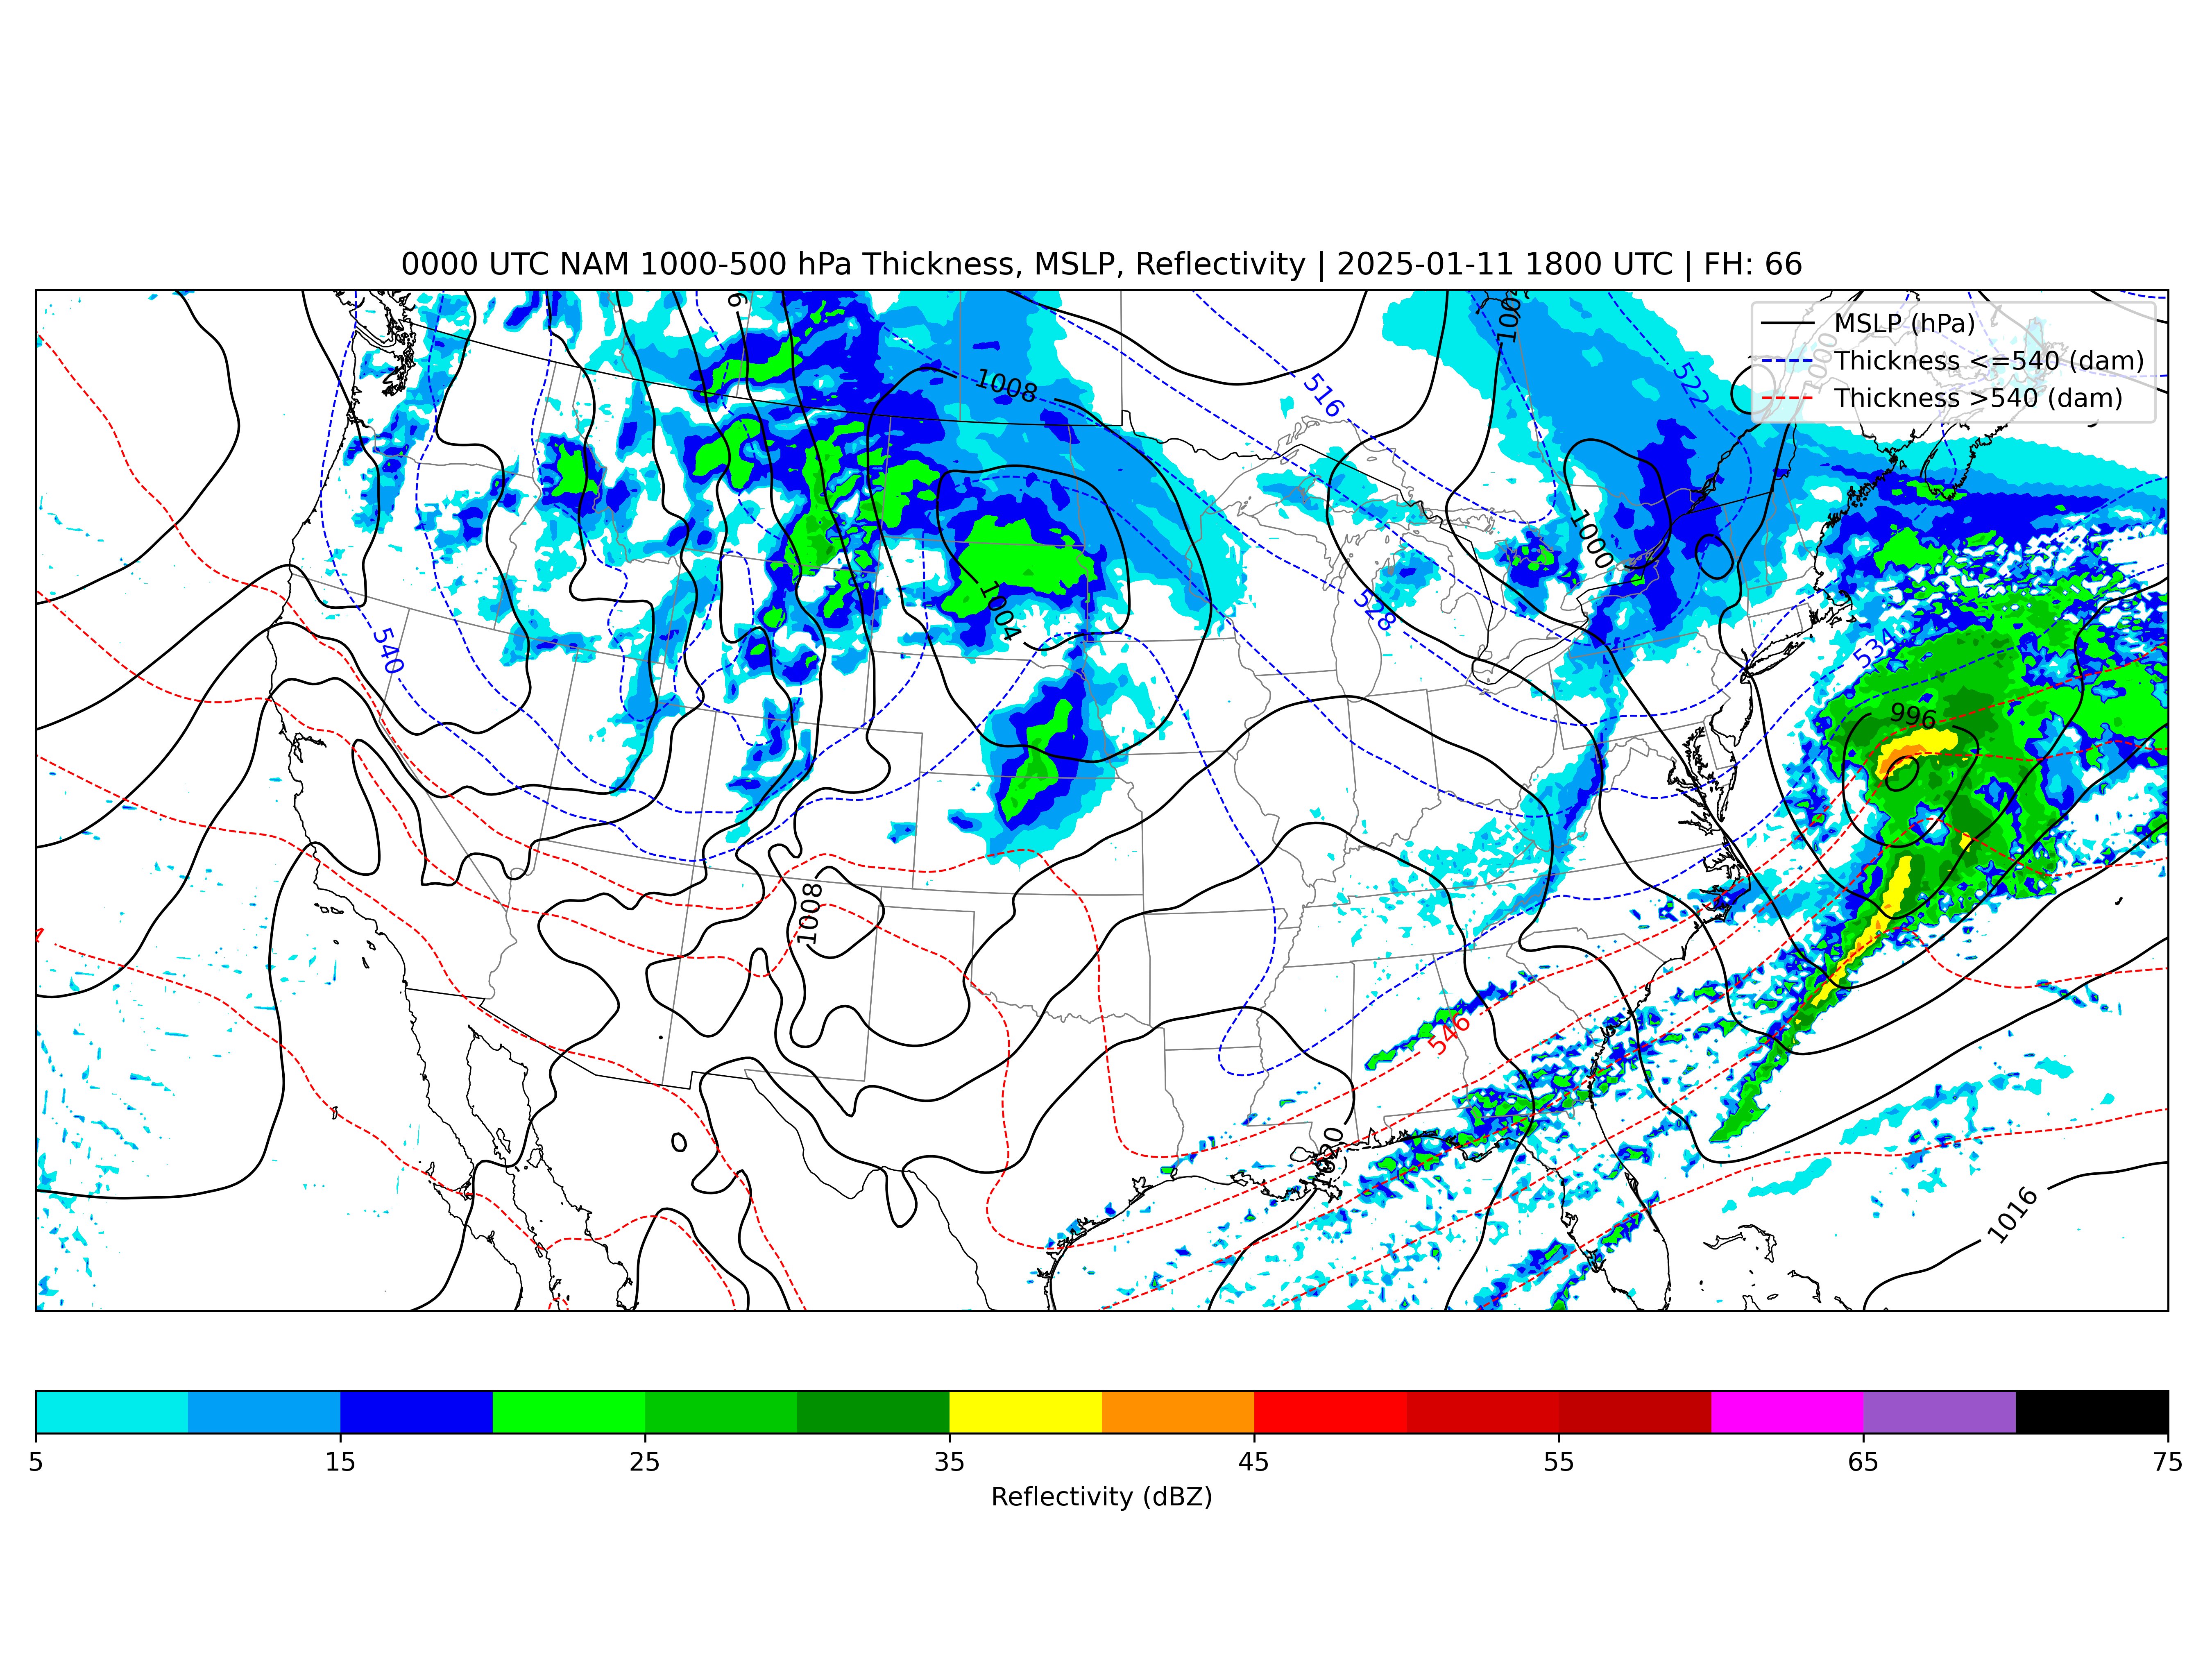 0000 UTC NAM 1000-500 hPa Thickness, MSLP, Reflectivity | 2025-01-11 1800 UTC | FH: 66
MSLP (hPa)
Thickness <=540 (dam)
Thickness >540 (dam)
1004
1000
1008
516
522
1000
1004
528
540
534
996
1008
546
1020
1016
5 15 25 35 45 55 65 75
Reflectivity (dBZ)